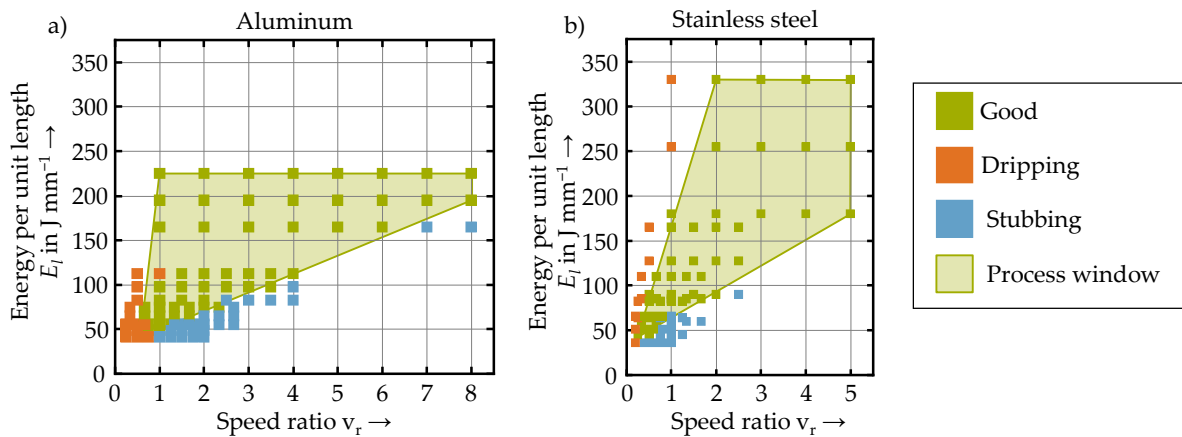 a) Aluminum
Energy per unit length
E_l in J mm⁻¹ →
350
300
250
200
150
100
50
0
0 1 2 3 4 5 6 7 8
Speed ratio v_r →
b) Stainless steel
Energy per unit length
E_l in J mm⁻¹ →
350
300
250
200
150
100
50
0
0 1 2 3 4 5
Speed ratio v_r →
Good
Dripping
Stubbing
Process window